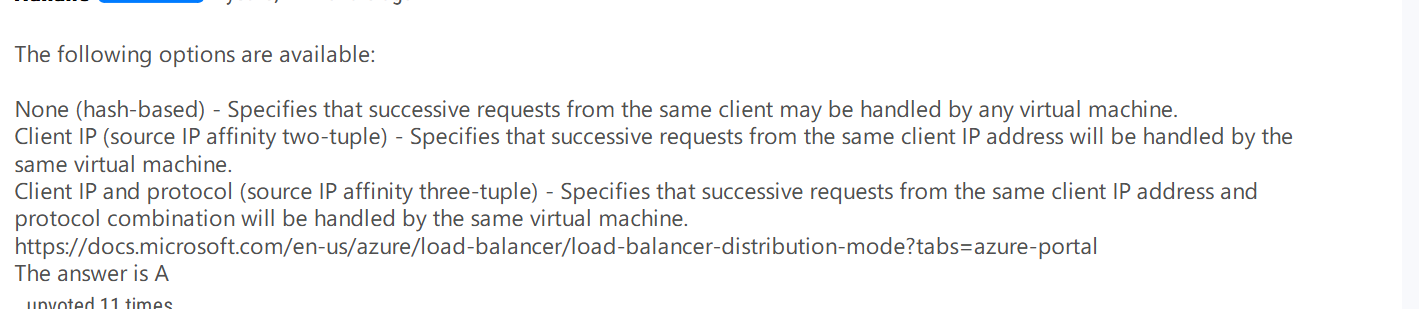 The following options are available:
None (hash-based) - Specifies that successive requests from the same client may be handled by any virtual machine.
Client IP (source IP affinity two-tuple) - Specifies that successive requests from the same client IP address will be handled by the
same virtual machine.
Client IP and protocol (source IP affinity three-tuple) - Specifies that successive requests from the same client IP address and
protocol combination will be handled by the same virtual machine.
https://docs.microsoft.com/en-us/azure/load-balancer/load-balancer-distribution-mode?tabs=azure-portal
The answer is A
upvoted 11 times